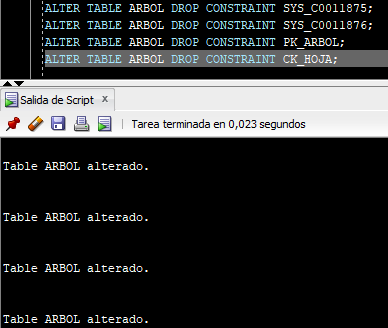 ALTER TABLE ARBOL DROP CONSTRAINT SYS_C0011875;
ALTER TABLE ARBOL DROP CONSTRAINT SYS_C0011876;
ALTER TABLE ARBOL DROP CONSTRAINT PK_ARBOL;
ALTER TABLE ARBOL DROP CONSTRAINT CK_HOJA;
Salida de Script x
Tarea terminada en 0,023 segundos
Table ARBOL alterado.
Table ARBOL alterado.
Table ARBOL alterado.
Table ARBOL alterado.